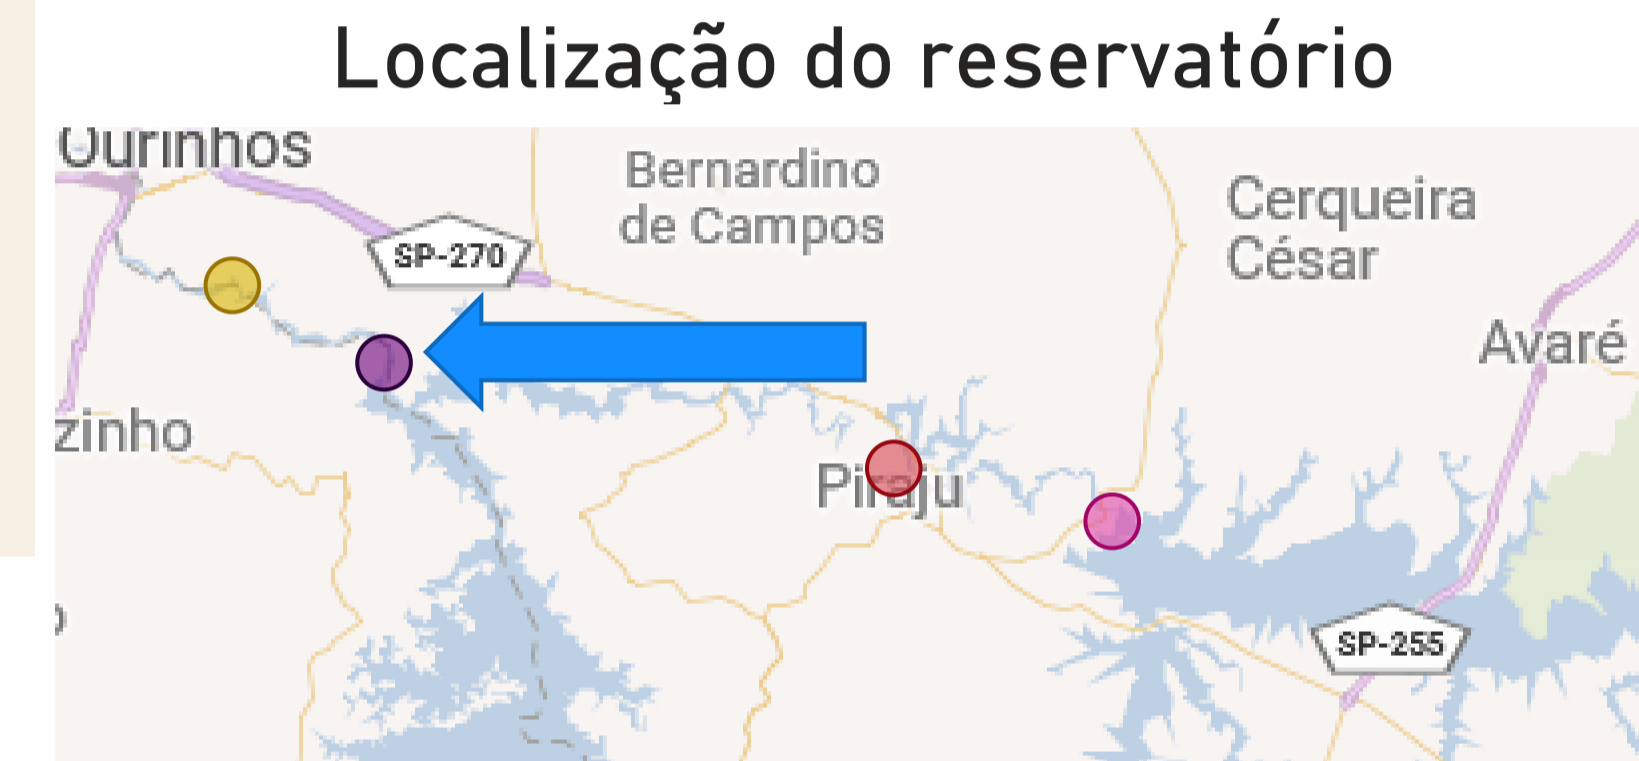 Localização do reservatório
Ourinhos
Bernardino
de Campos
Cerqueira
César
SP-270
Avaré
zinho
Piraju
SP-255